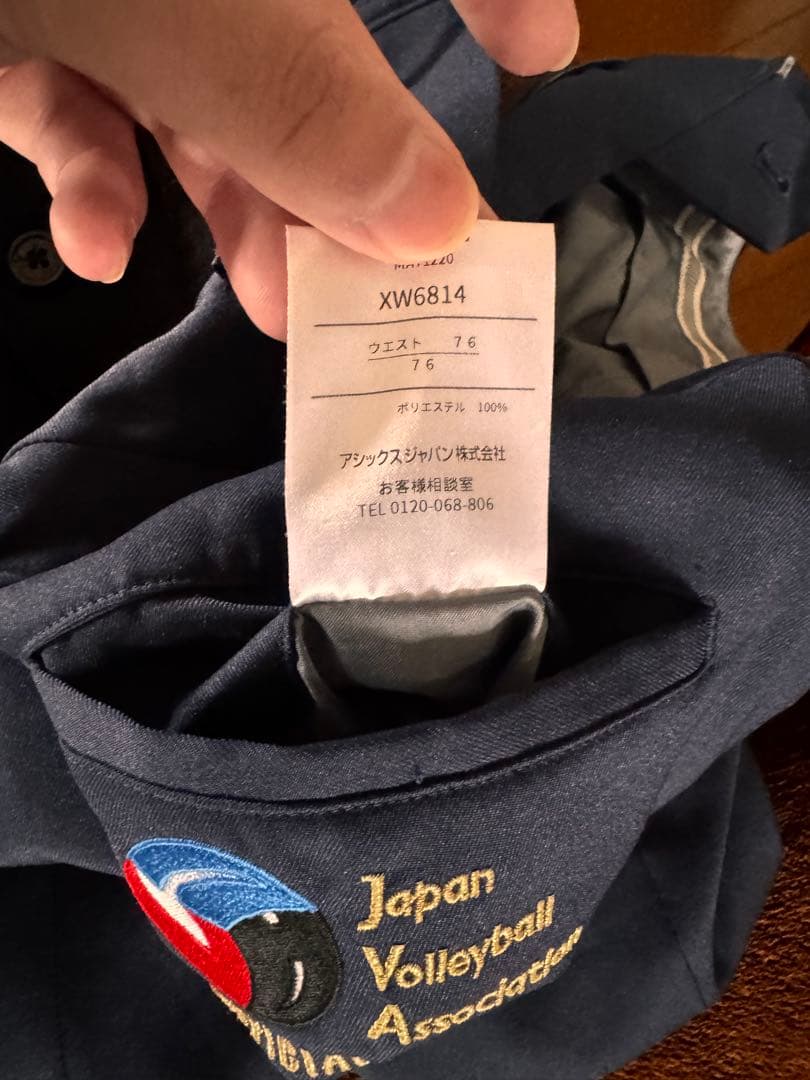 XW6814
ウエスト 76
76
ポリエステル 100%
アシックスジャパン株式会社
お客様相談室
TEL 0120-068-806
Japan
Volleyball
Association